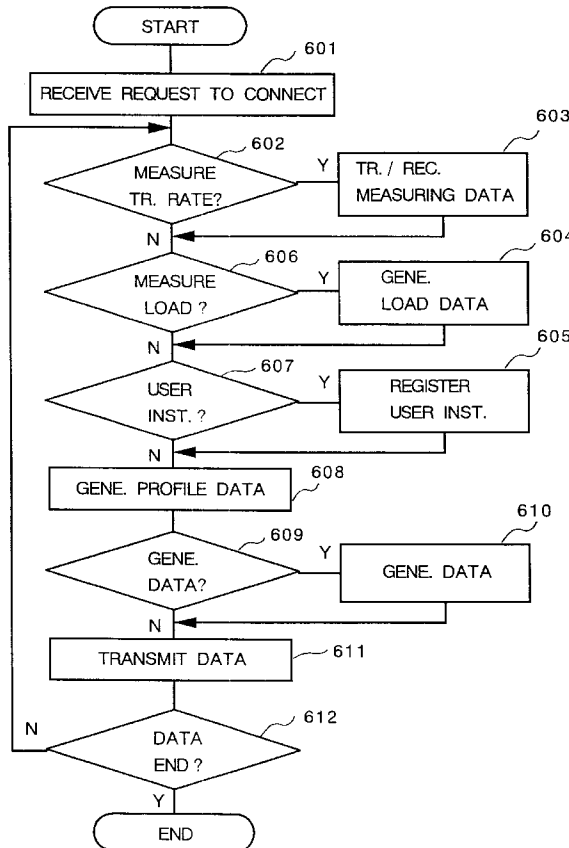 START
601
RECEIVE REQUEST TO CONNECT
602
MEASURE
TR. RATE?
Y
N
603
TR. / REC.
MEASURING DATA
606
MEASURE
LOAD ?
Y
N
604
GENE.
LOAD DATA
607
USER
INST. ?
Y
N
605
REGISTER
USER INST.
GENE. PROFILE DATA
608
609
GENE.
DATA?
Y
N
610
GENE. DATA
TRANSMIT DATA
611
612
DATA
END ?
N
Y
END